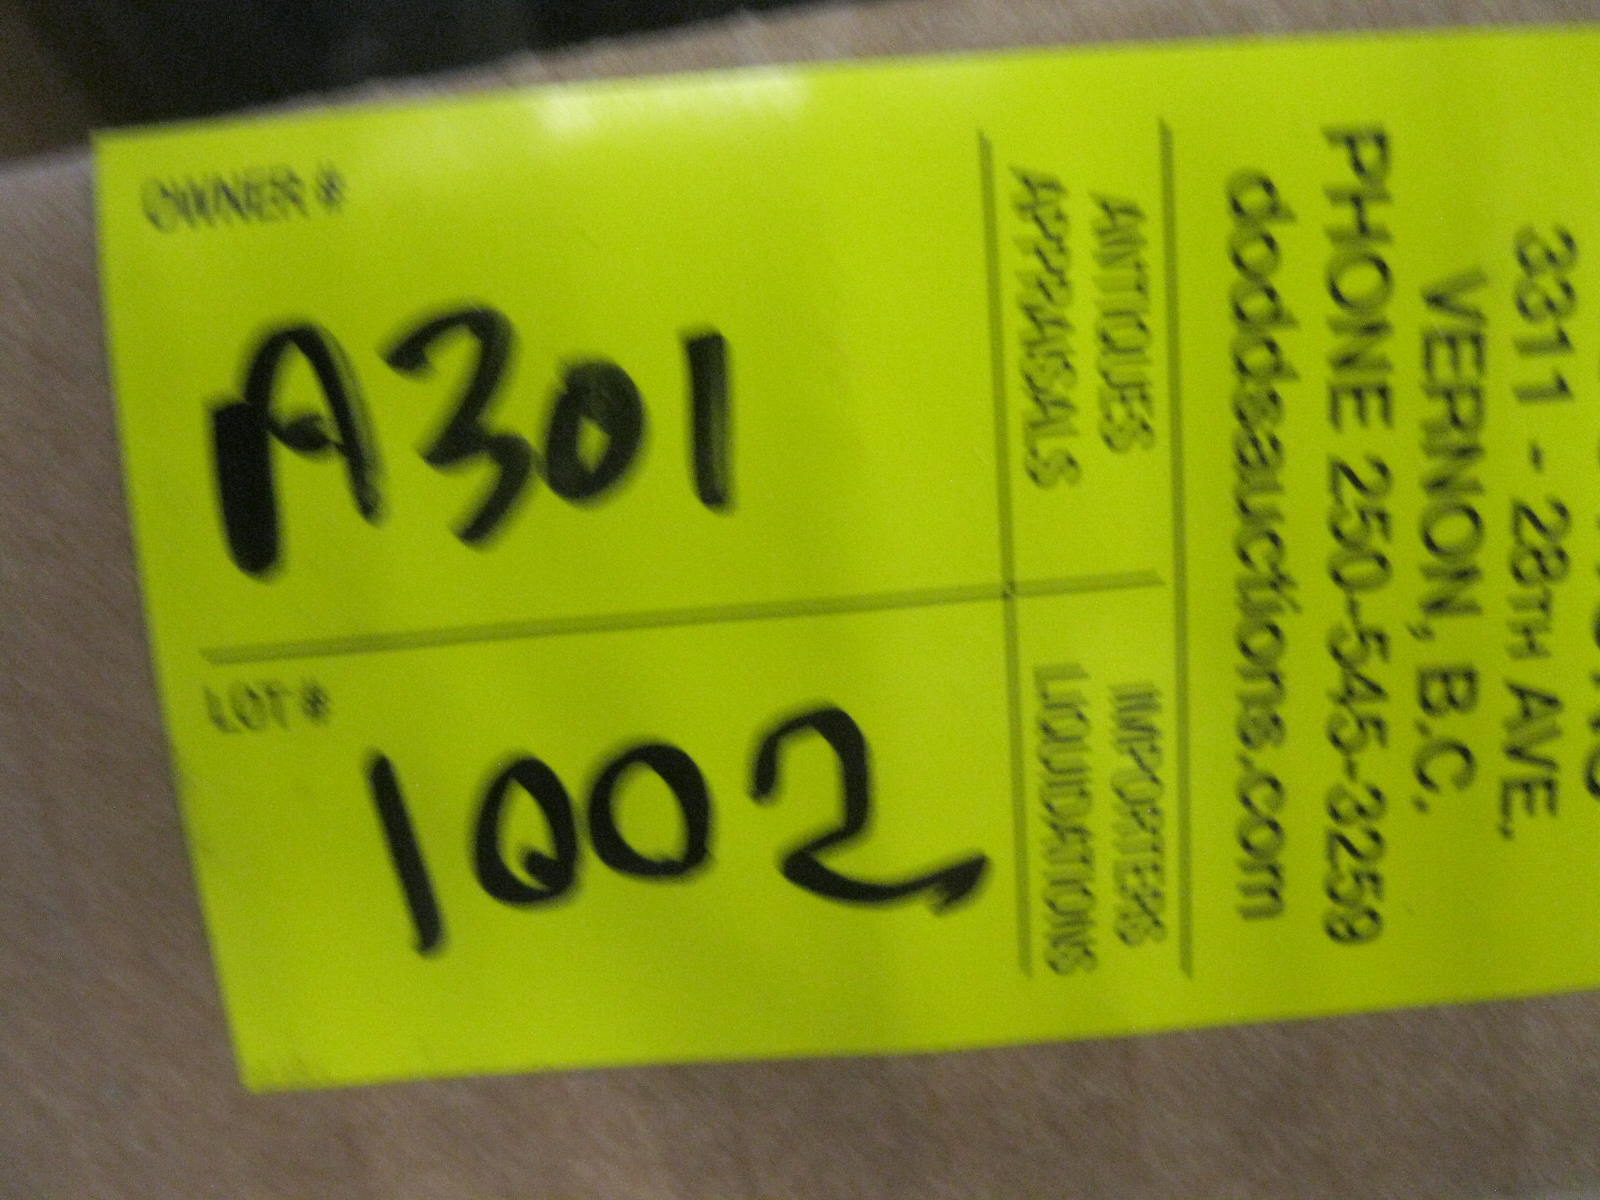 3311 - 28TH AVE.
VERNON, B.C.
PHONE 250-545-3259
doddsauctions.com
ANTIQUES
APPRAISALS
IMPORTERS
LIQUIDATIONS
OWNER #
A301
LOT #
1002